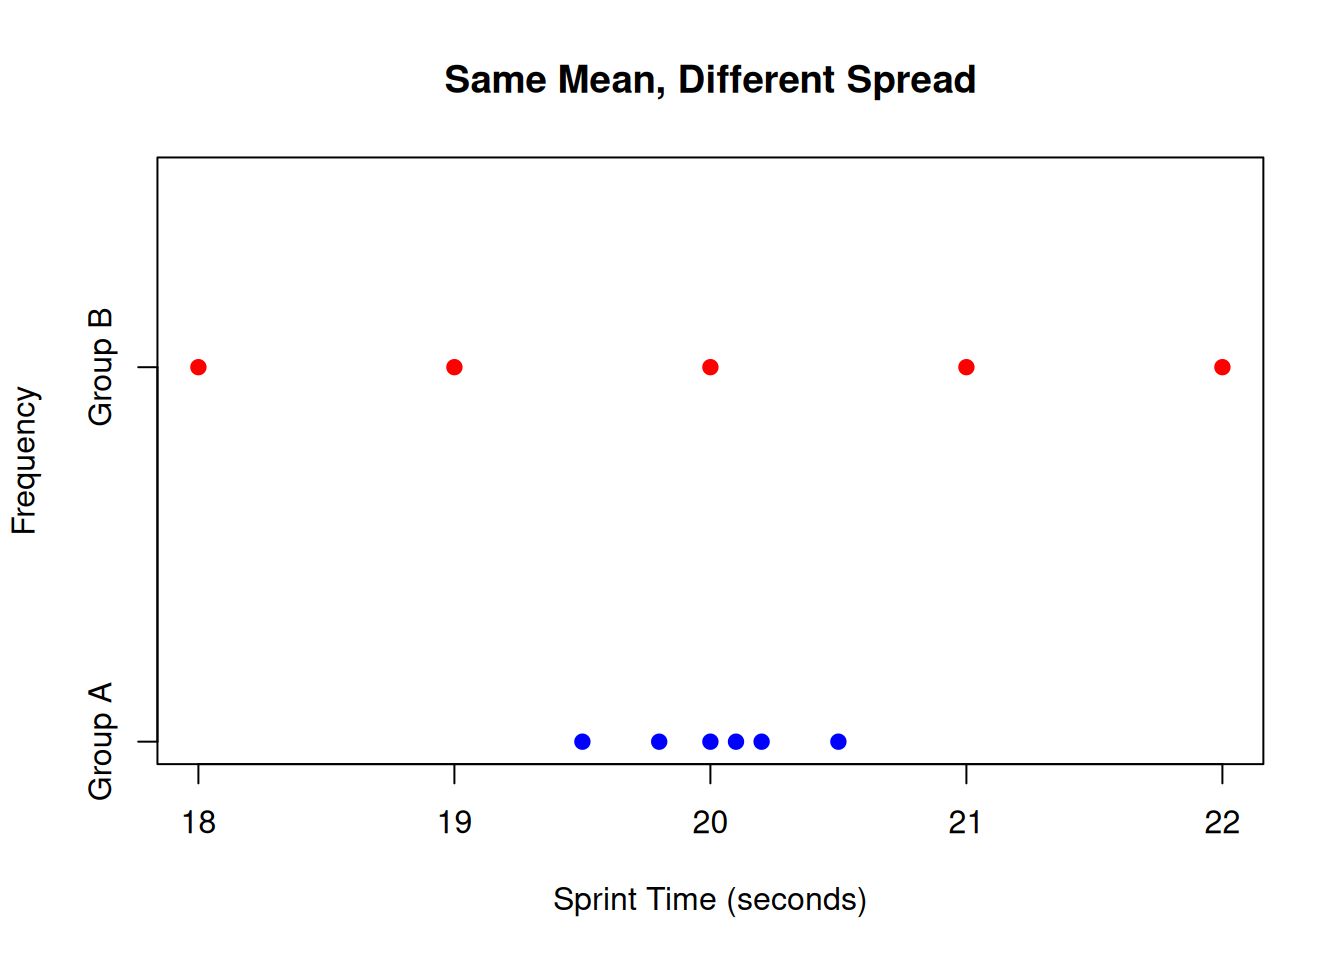 Same Mean, Different Spread
Frequency
Group B
Group A
18 19 20 21 22
Sprint Time (seconds)